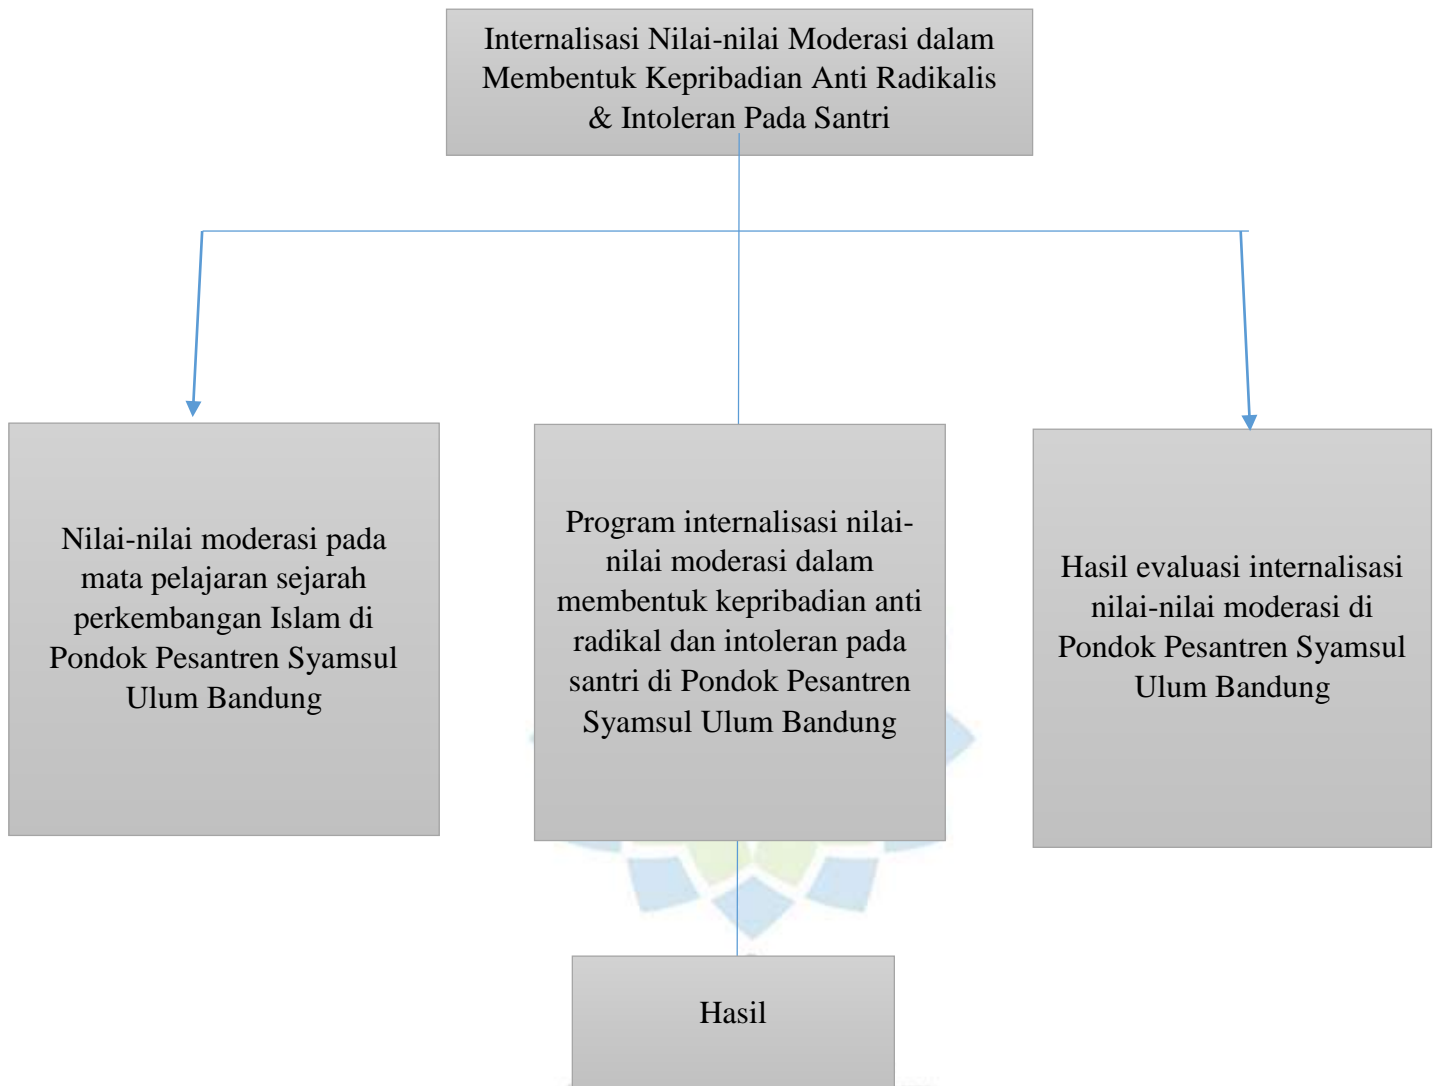 Internalisasi Nilai-nilai Moderasi dalam
Membentuk Kepribadian Anti Radikalis
& Intoleran Pada Santri
Nilai-nilai moderasi pada
mata pelajaran sejarah
perkembangan Islam di
Pondok Pesantren Syamsul
Ulum Bandung
Program internalisasi nilai-
nilai moderasi dalam
membentuk kepribadian anti
radikal dan intoleran pada
santri di Pondok Pesantren
Syamsul Ulum Bandung
Hasil evaluasi internalisasi
nilai-nilai moderasi di
Pondok Pesantren Syamsul
Ulum Bandung
Hasil